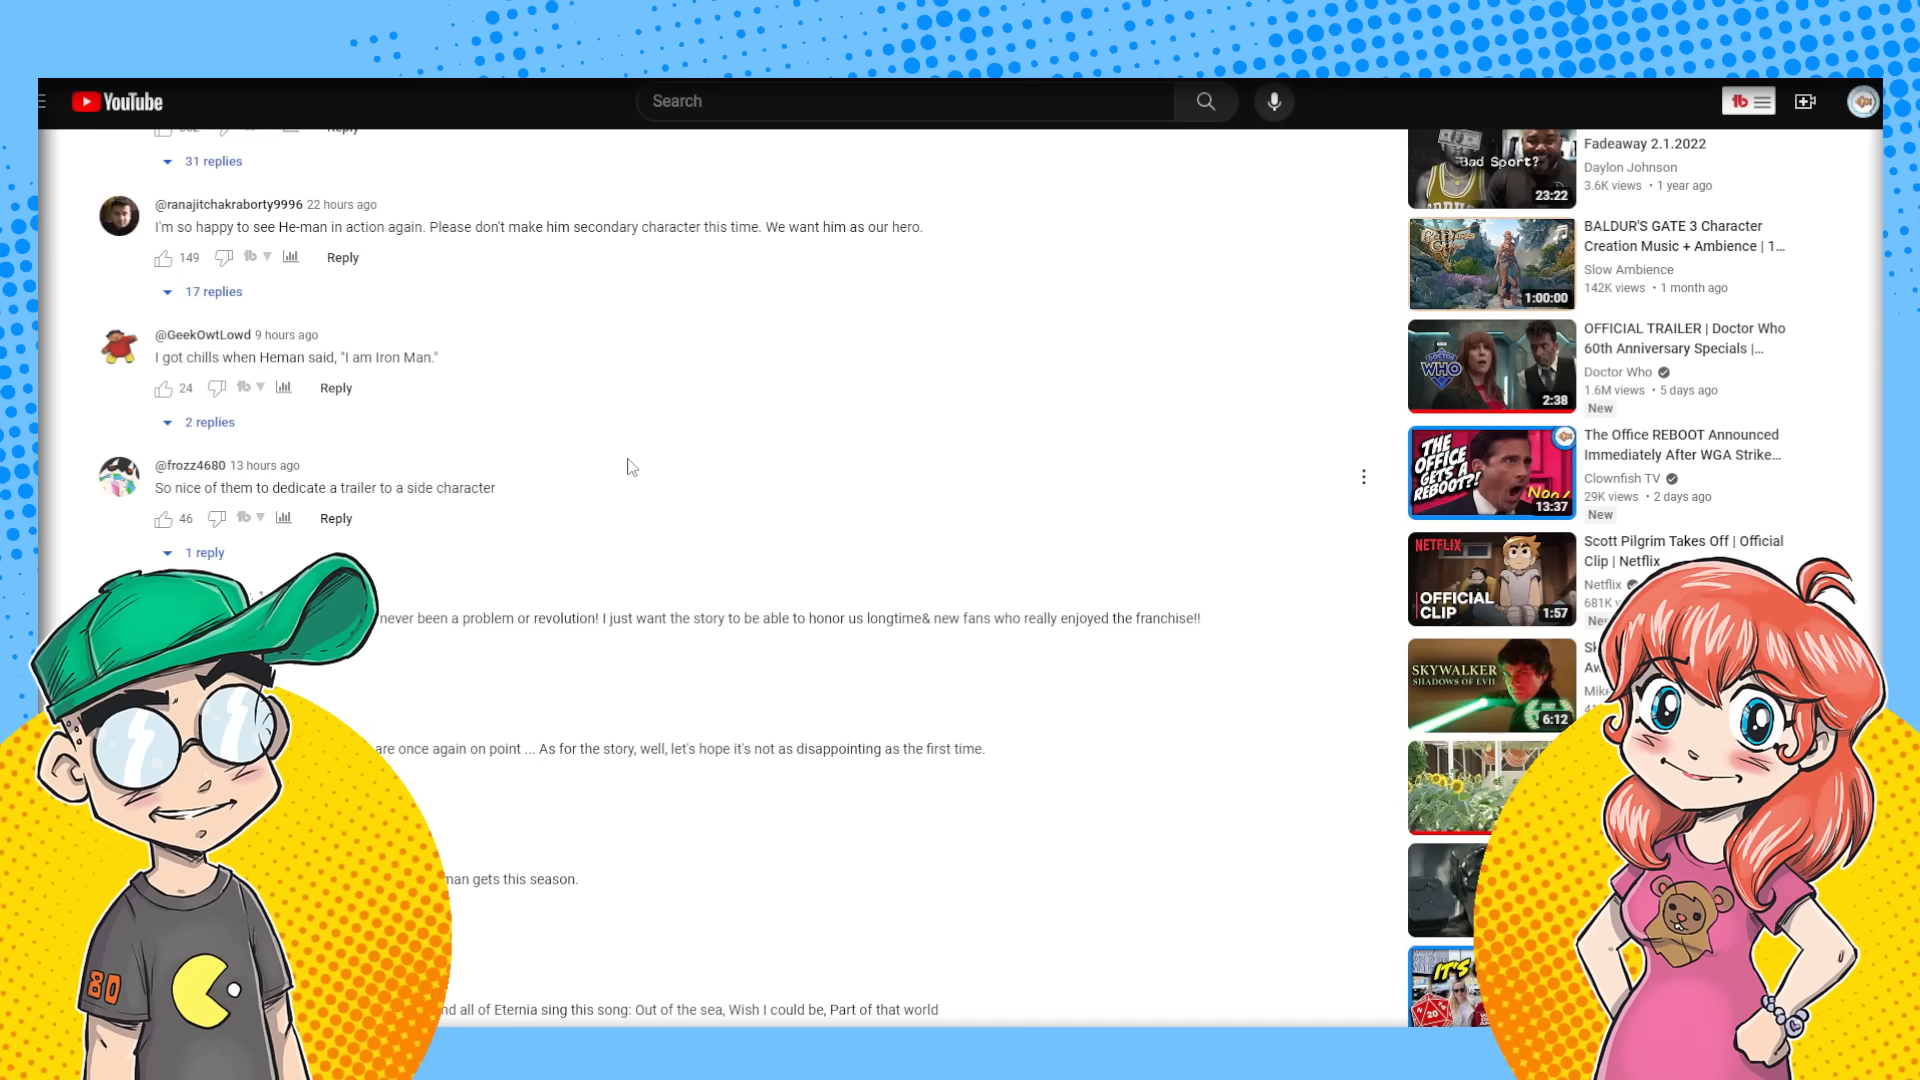 YouTube
Search
Reply
31 replies
@ranajitchakraborty9996 22 hours ago
I'm so happy to see He-man in action again. Please don't make him secondary character this time. We want him as our hero.
149
Reply
17 replies
@GeekOwtLowd 9 hours ago
I got chills when Heman said, "I am Iron Man."
24
Reply
2 replies
@frozz4680 13 hours ago
So nice of them to dedicate a trailer to a side character
46
Reply
1 reply
never been a problem or revolution! I just want the story to be able to honor us longtime& new fans who really enjoyed the franchise!!
are once again on point ... As for the story, well, let's hope it's not as disappointing as the first time.
man gets this season.
nd all of Eternia sing this song: Out of the sea, Wish I could be, Part of that world
Bad Sport?
23:22
Fadeaway 2.1.2022
Daylon Johnson
3.6K views • 1 year ago
1:00:00
BALDUR'S GATE 3 Character
Creation Music + Ambience | 1...
Slow Ambience
142K views • 1 month ago
DOCTOR
WHO
2:38
OFFICIAL TRAILER | Doctor Who
60th Anniversary Specials |...
Doctor Who
1.6M views • 5 days ago
New
THE
OFFICE
GETS A
REBOOT?!
Noo!
13:37
The Office REBOOT Announced
Immediately After WGA Strike...
Clownfish TV
29K views • 2 days ago
New
NETFLIX
OFFICIAL
CLIP
1:57
Scott Pilgrim Takes Off | Official
Clip | Netflix
Netflix
681K
SKYWALKER
SHADOWS OF EVIL
6:12
Mike
IT'S
20
80